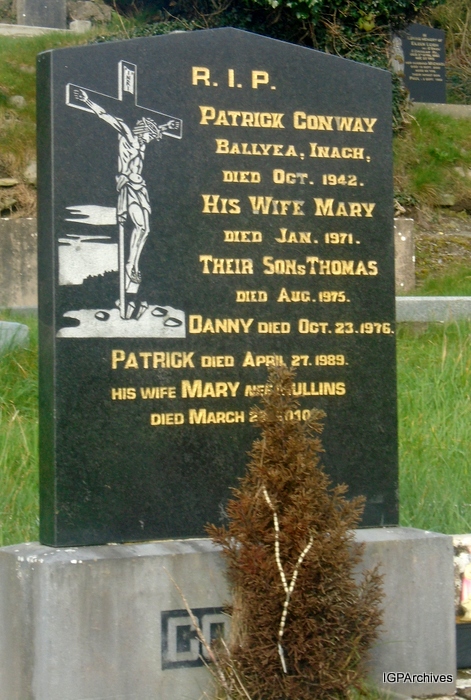 R. I. P.
PATRICK CONWAY
BALLYEA, INACH,
DIED OCT. 1942.
HIS WIFE MARY
DIED JAN. 1971.
THEIR SONS THOMAS
DIED AUG. 1975.
DANNY DIED OCT. 23. 1976.
PATRICK DIED APRIL 27. 1989.
HIS WIFE MARY
DIED MARCH
IGPArchives